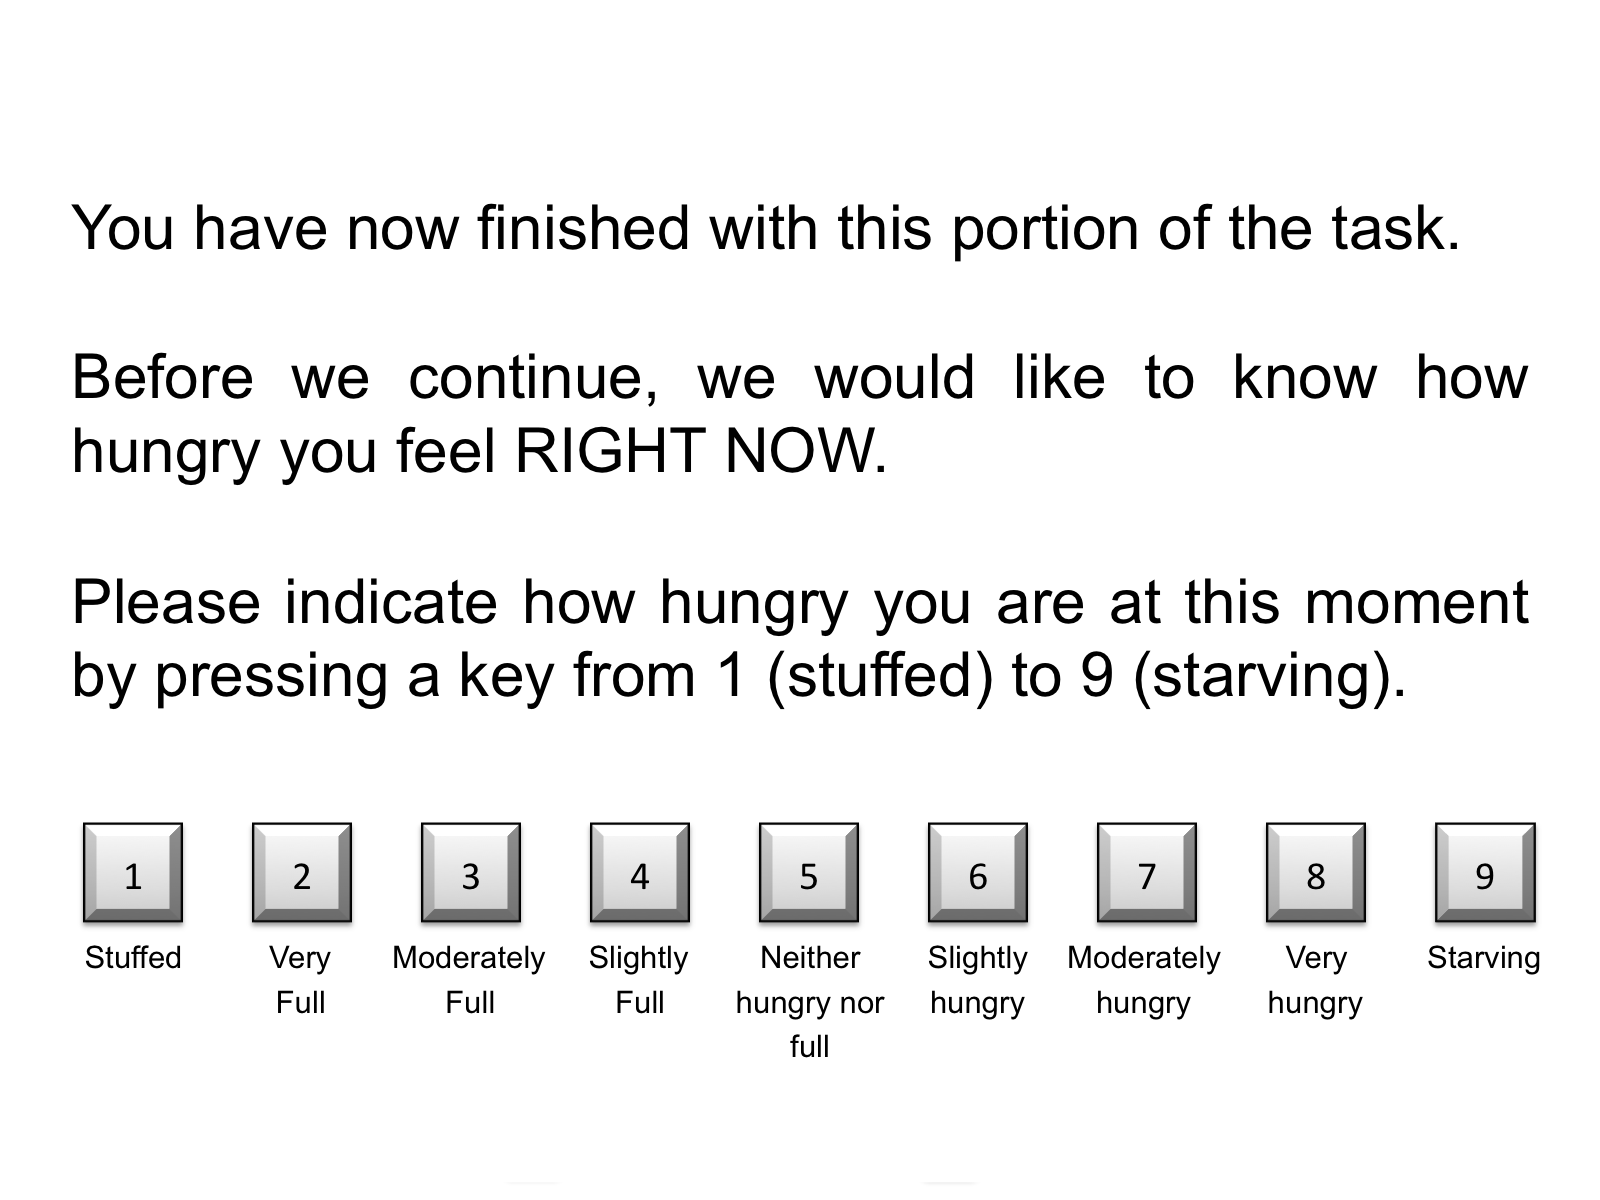 You have now finished with this portion of the task.
Before we continue, we would like to know how
hungry you feel RIGHT NOW.
Please indicate how hungry you are at this moment
by pressing a key from 1 (stuffed) to 9 (starving).
1 2 3 4 5 6 7 8 9
Stuffed Very Moderately Slightly Neither Slightly Moderately Very Starving
Full Full Full hungry nor hungry hungry hungry
full